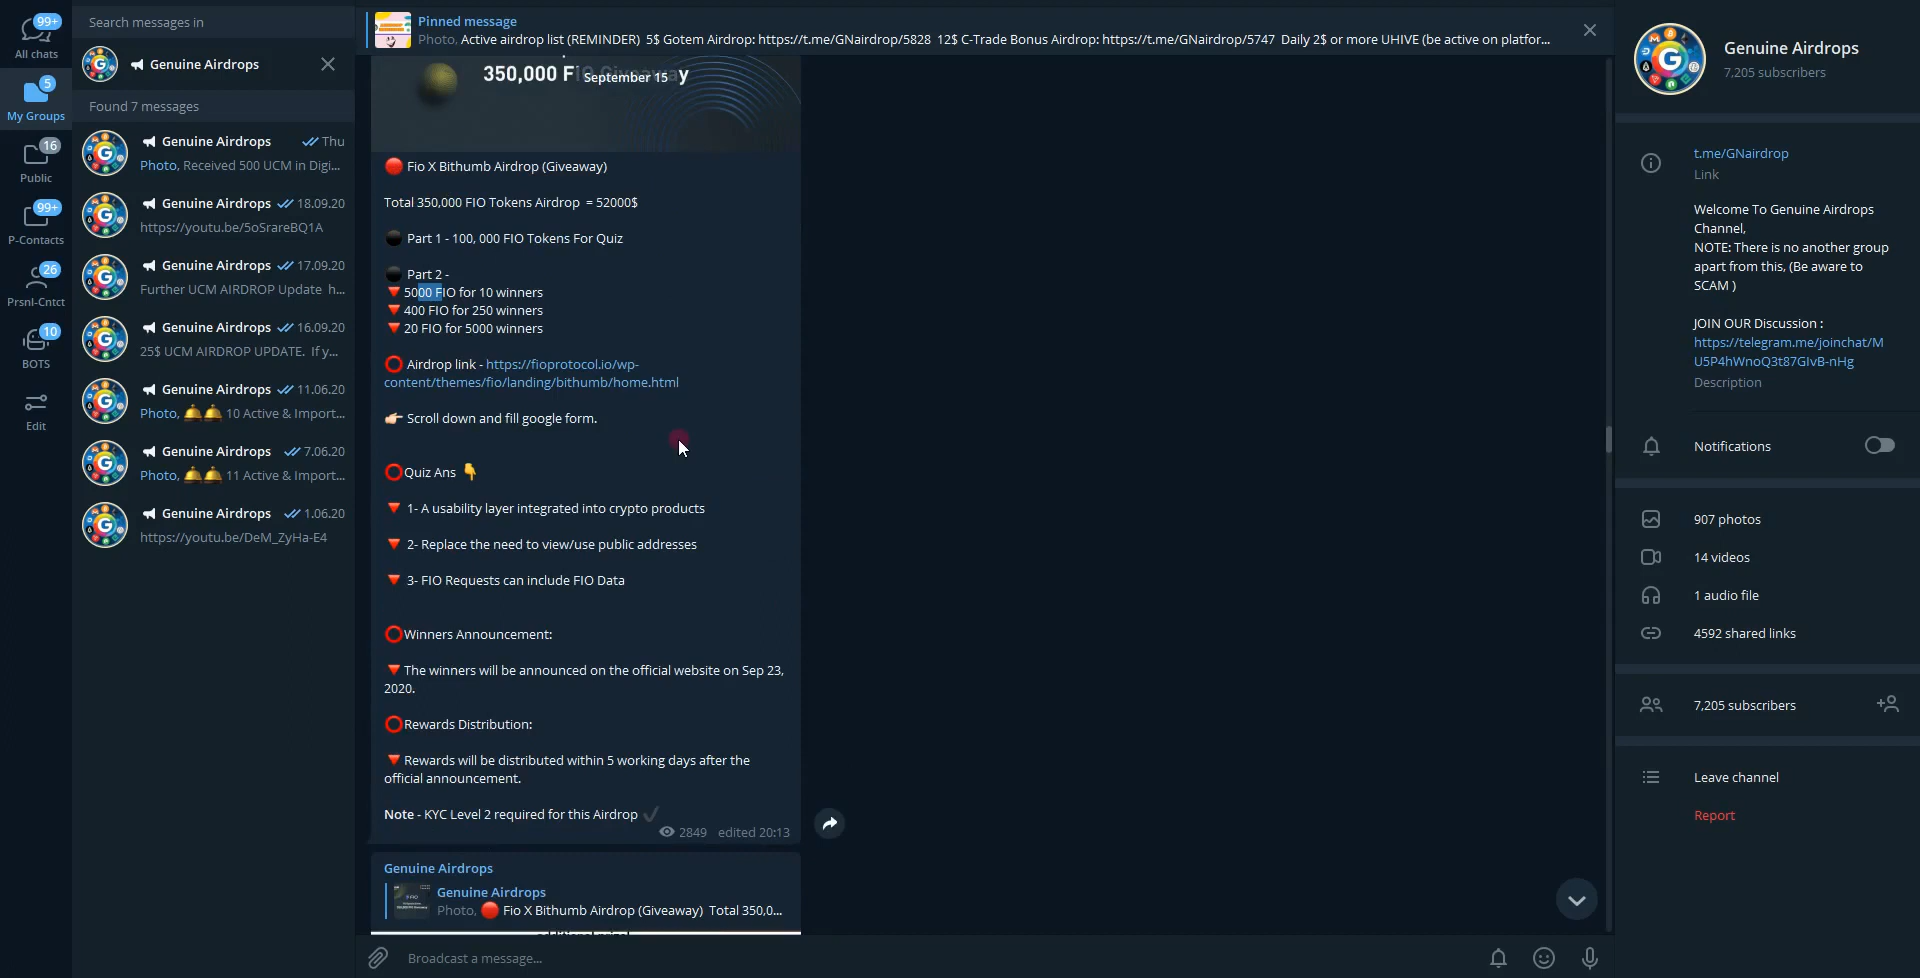 99+
All chats
5
My Groups
16
Public
99+
P-Contacts
26
Prsnl-Cntct
10
BOTS
Edit
Search messages in
Genuine Airdrops
Found 7 messages
Genuine Airdrops Thu
Photo, Received 500 UCM in Digi...
Genuine Airdrops 18.09.20
https://youtu.be/5oSrareBQ1A
Genuine Airdrops 17.09.20
Further UCM AIRDROP Update h...
Genuine Airdrops 16.09.20
25$ UCM AIRDROP UPDATE. If y...
Genuine Airdrops 11.06.20
Photo, 🛎🛎 10 Active & Import...
Genuine Airdrops 7.06.20
Photo, 🛎🛎 11 Active & Import...
Genuine Airdrops 1.06.20
https://youtu.be/DeM_ZyHa-E4
Pinned message
Photo, Active airdrop list (REMINDER) 5$ Gotem Airdrop: https://t.me/GNairdrop/5828 12$ C-Trade Bonus Airdrop: https://t.me/GNairdrop/5747 Daily 2$ or more UHIVE (be active on platfor...
350,000 FIO Giveaway
September 15
🔴 Fio X Bithumb Airdrop (Giveaway)
Total 350,000 FIO Tokens Airdrop = 52000$
⚫ Part 1 - 100, 000 FIO Tokens For Quiz
⚫ Part 2 -
🔻 5000 FIO for 10 winners
🔻 400 FIO for 250 winners
🔻 20 FIO for 5000 winners
⭕ Airdrop link - https://fioprotocol.io/wp-
content/themes/fio/landing/bithumb/home.html
👉🏻 Scroll down and fill google form.
⭕Quiz Ans 👇
🔻 1- A usability layer integrated into crypto products
🔻 2- Replace the need to view/use public addresses
🔻 3- FIO Requests can include FIO Data
⭕Winners Announcement:
🔻The winners will be announced on the official website on Sep 23,
2020.
⭕Rewards Distribution:
🔻Rewards will be distributed within 5 working days after the
official announcement.
Note - KYC Level 2 required for this Airdrop ✔
2849 edited 20:13
Genuine Airdrops
Genuine Airdrops
Photo, 🔴 Fio X Bithumb Airdrop (Giveaway) Total 350,0...
Broadcast a message...
Genuine Airdrops
7,205 subscribers
t.me/GNairdrop
Link
Welcome To Genuine Airdrops
Channel,
NOTE: There is no another group
apart from this, (Be aware to
SCAM )
JOIN OUR Discussion :
https://telegram.me/joinchat/M
U5P4hWnoQ3t87GIvB-nHg
Description
Notifications
907 photos
14 videos
1 audio file
4592 shared links
7,205 subscribers
Leave channel
Report